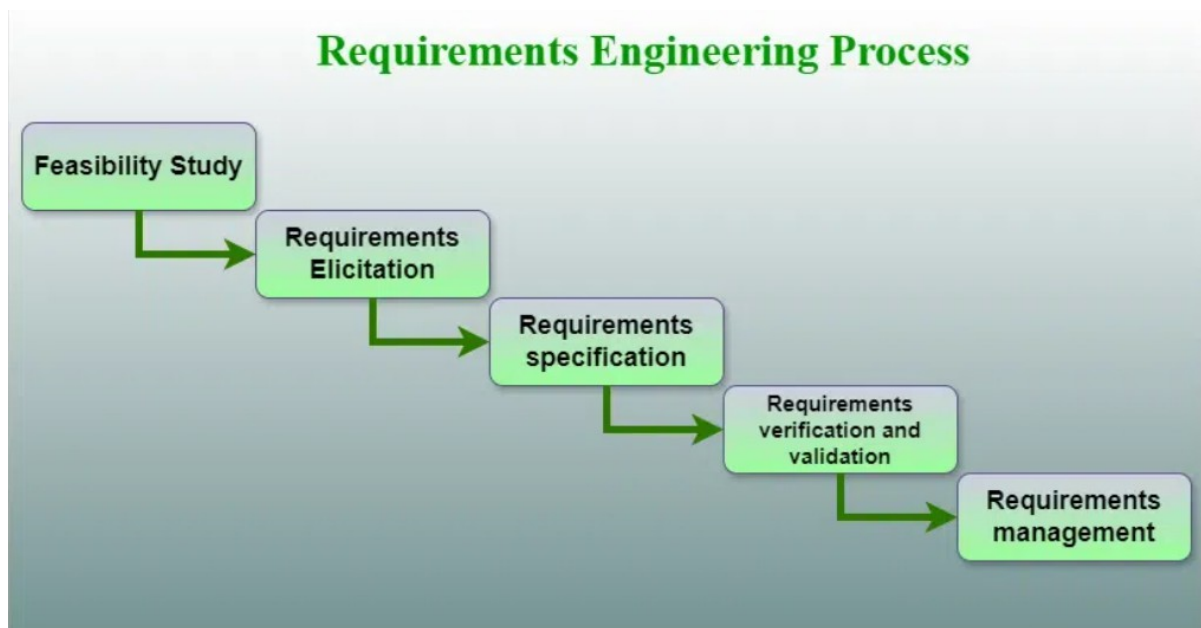 Requirements Engineering Process
Feasibility Study
Requirements
Elicitation
Requirements
specification
Requirements
verification and
validation
Requirements
management